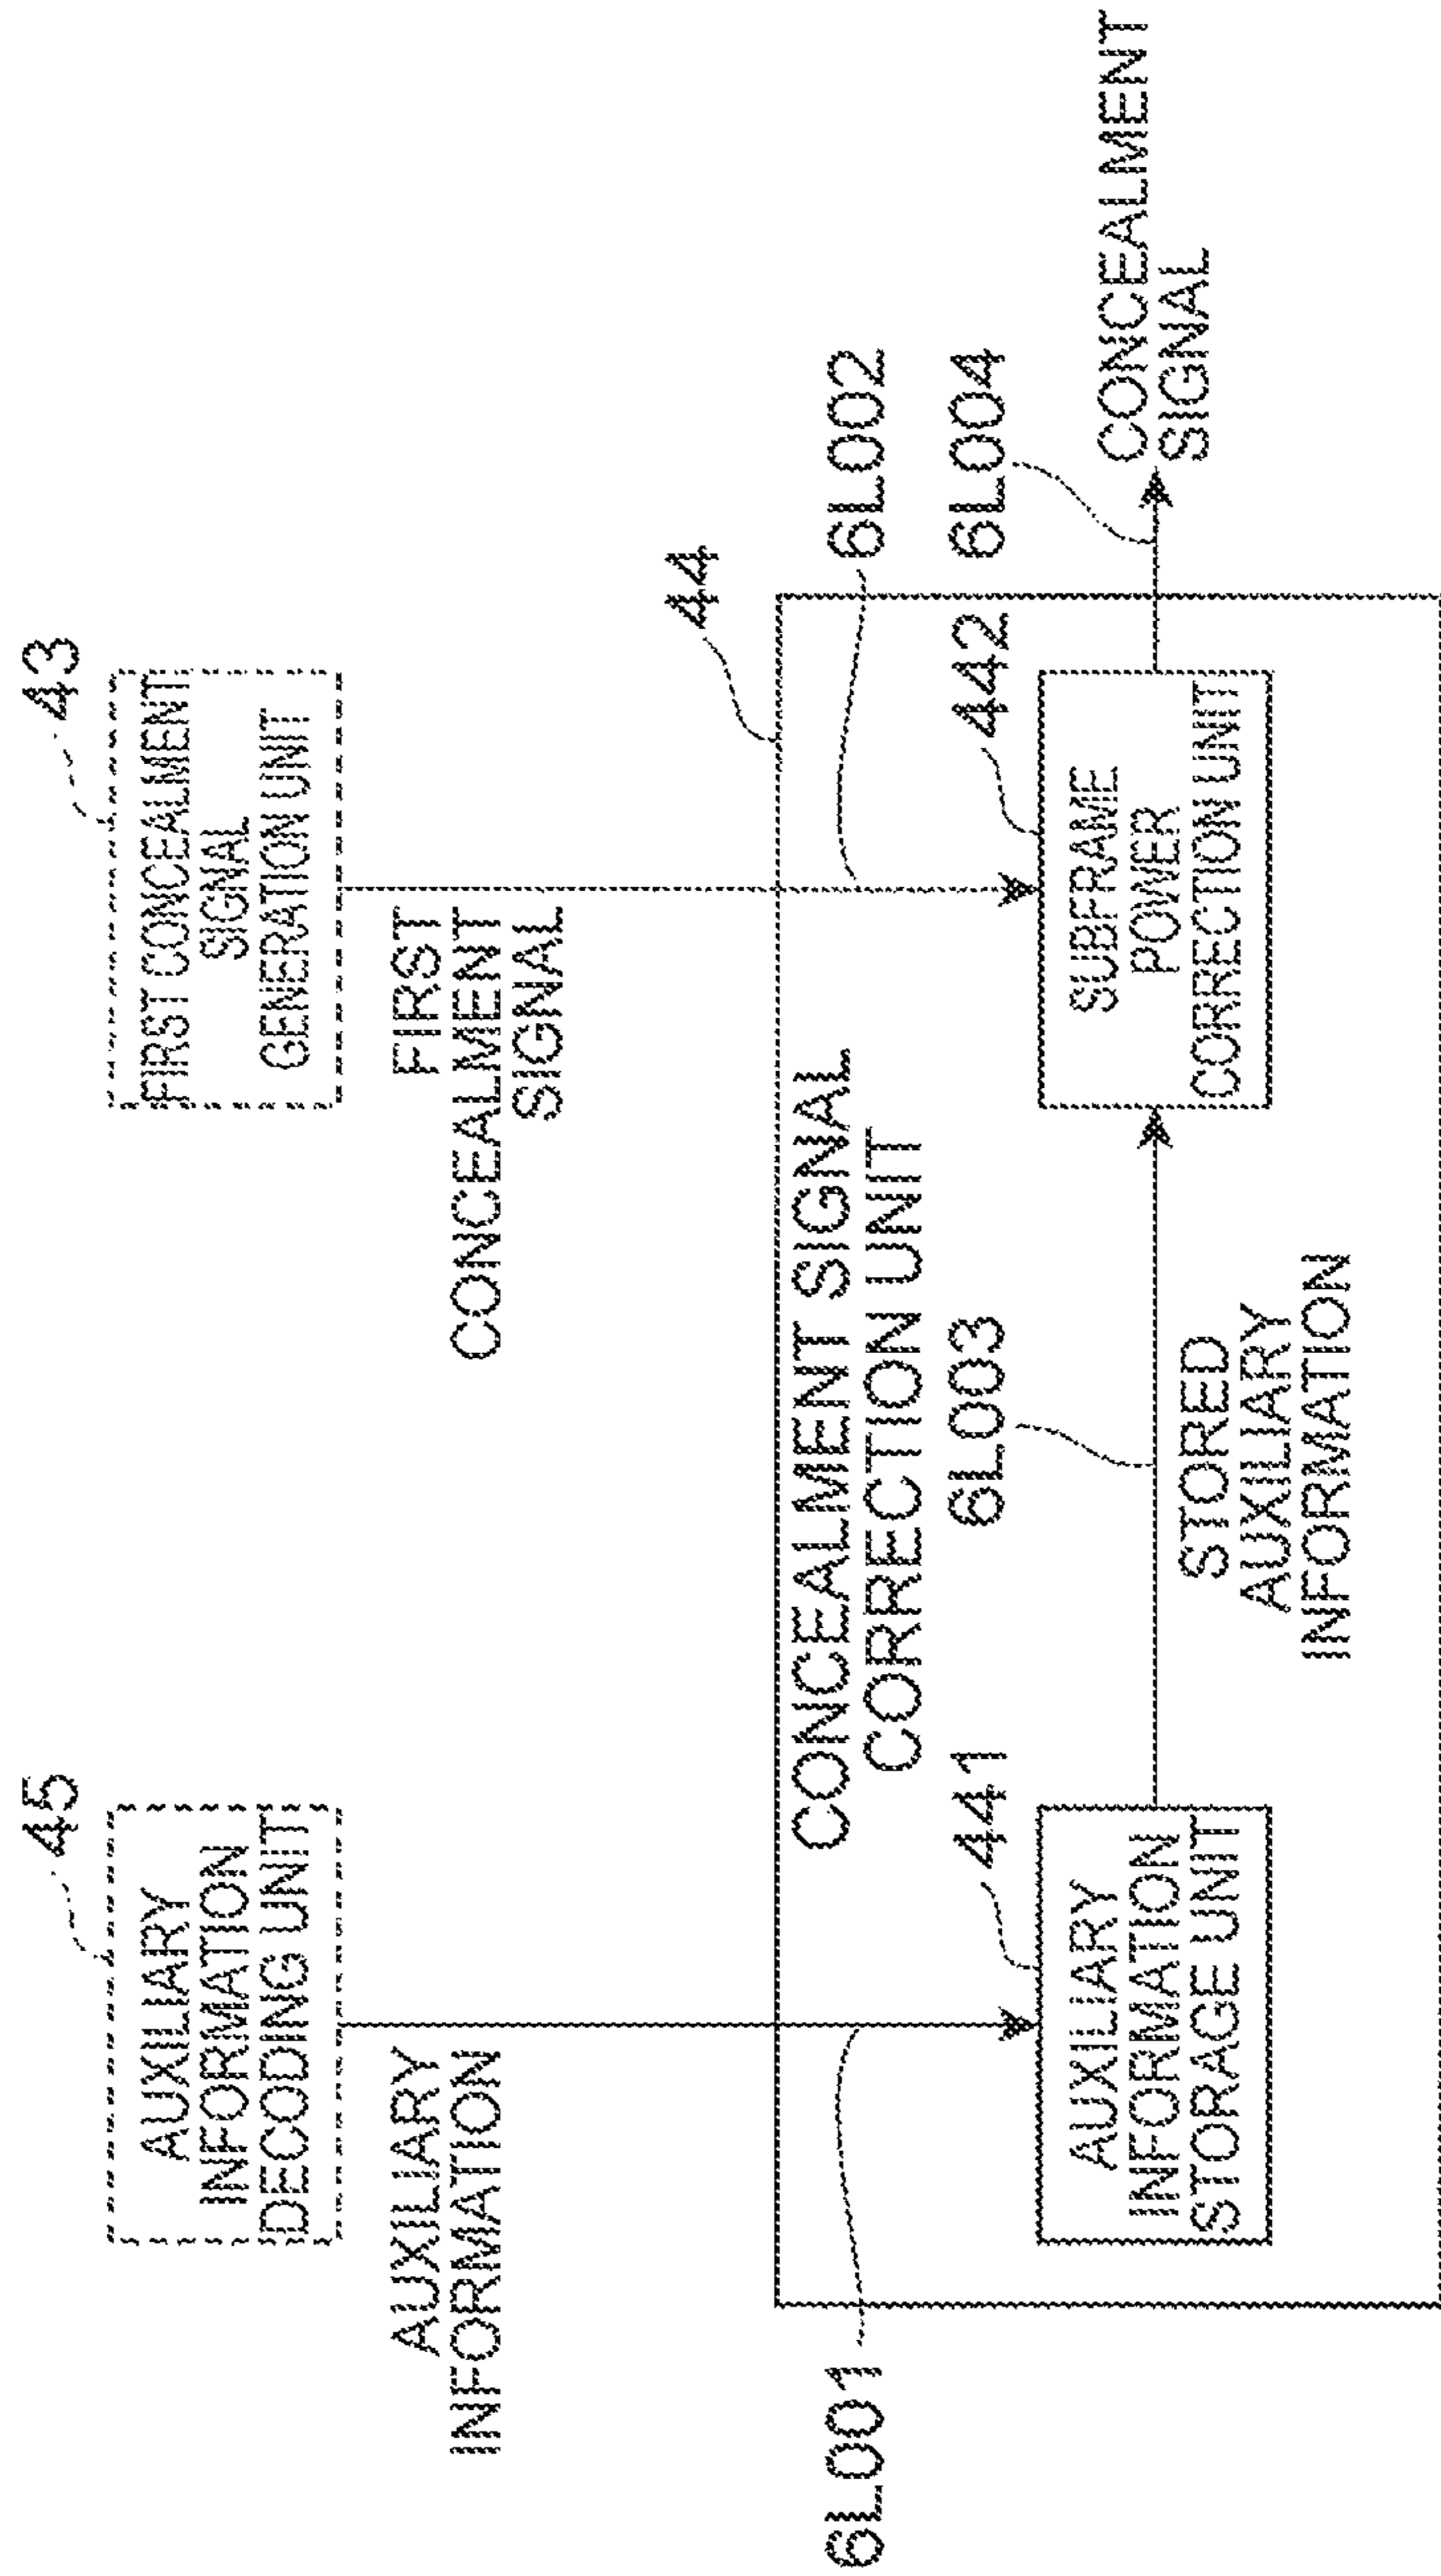 45
AUXILIARY
INFORMATION
DECODING UNIT
43
FIRST CONCEALMENT
SIGNAL
GENERATION UNIT
AUXILIARY
INFORMATION
FIRST
CONCEALMENT
SIGNAL
44
6L001
CONCEALMENT SIGNAL
CORRECTION UNIT
6L002
441
6L003
442
6L004
AUXILIARY
INFORMATION
STORAGE UNIT
STORED
AUXILIARY
INFORMATION
SUBFRAME
POWER
CORRECTION UNIT
CONCEALMENT
SIGNAL